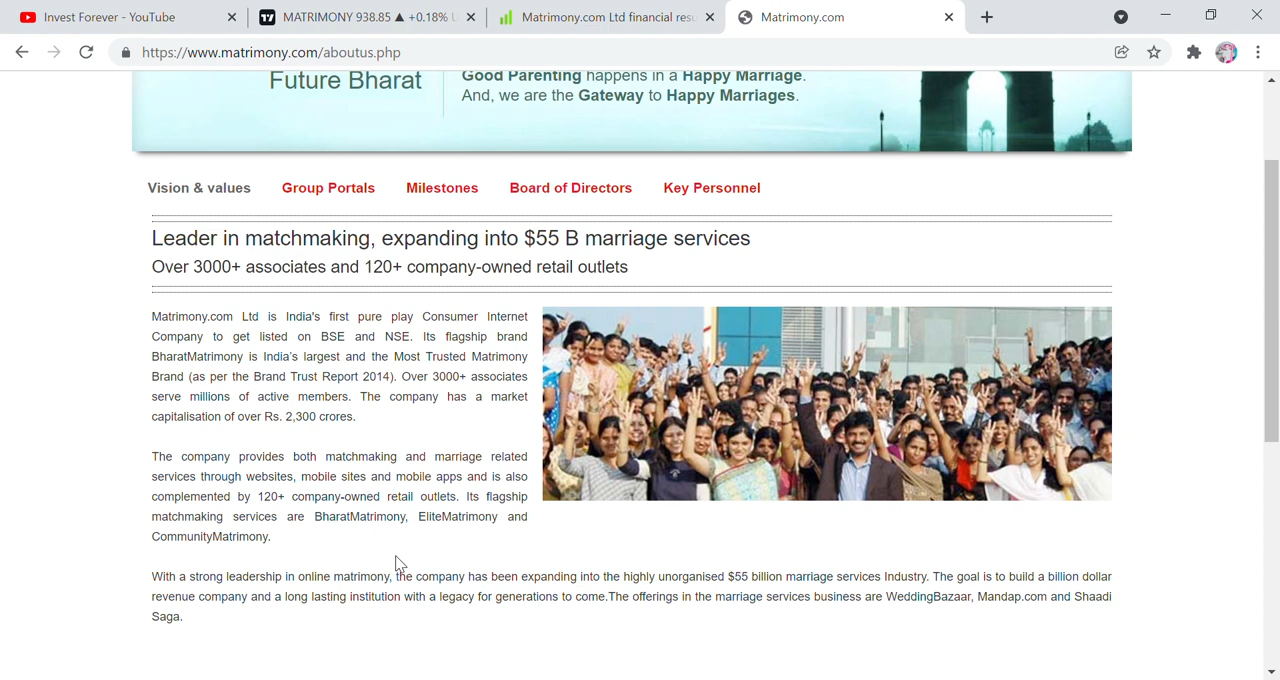 Invest Forever - YouTube
MATRIMONY 938.85 ▲ +0.18%
Matrimony.com Ltd financial
Matrimony.com
https://www.matrimony.com/aboutus.php
Future Bharat
Good Parenting happens in a Happy Marriage.
And, we are the Gateway to Happy Marriages.
Vision & values Group Portals Milestones Board of Directors Key Personnel
Leader in matchmaking, expanding into $55 B marriage services
Over 3000+ associates and 120+ company-owned retail outlets
Matrimony.com Ltd is India's first pure play Consumer Internet
Company to get listed on BSE and NSE. Its flagship brand
BharatMatrimony is India's largest and the Most Trusted Matrimony
Brand (as per the Brand Trust Report 2014). Over 3000+ associates
serve millions of active members. The company has a market
capitalisation of over Rs. 2,300 crores.
The company provides both matchmaking and marriage related
services through websites, mobile sites and mobile apps and is also
complemented by 120+ company-owned retail outlets. Its flagship
matchmaking services are BharatMatrimony, EliteMatrimony and
CommunityMatrimony.
With a strong leadership in online matrimony, the company has been expanding into the highly unorganised $55 billion marriage services Industry. The goal is to build a billion dollar
revenue company and a long lasting institution with a legacy for generations to come.The offerings in the marriage services business are WeddingBazaar, Mandap.com and Shaadi
Saga.